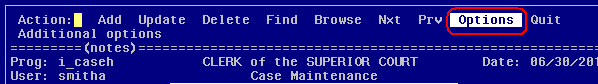 Action: Add Update Delete Find Browse Nxt Prv Options Quit
Additional options
==========(notes)==========================================================
Prog: i_caseh CLERK of the SUPERIOR COURT Date: 06/30/201
User: smitha Case Maintenance